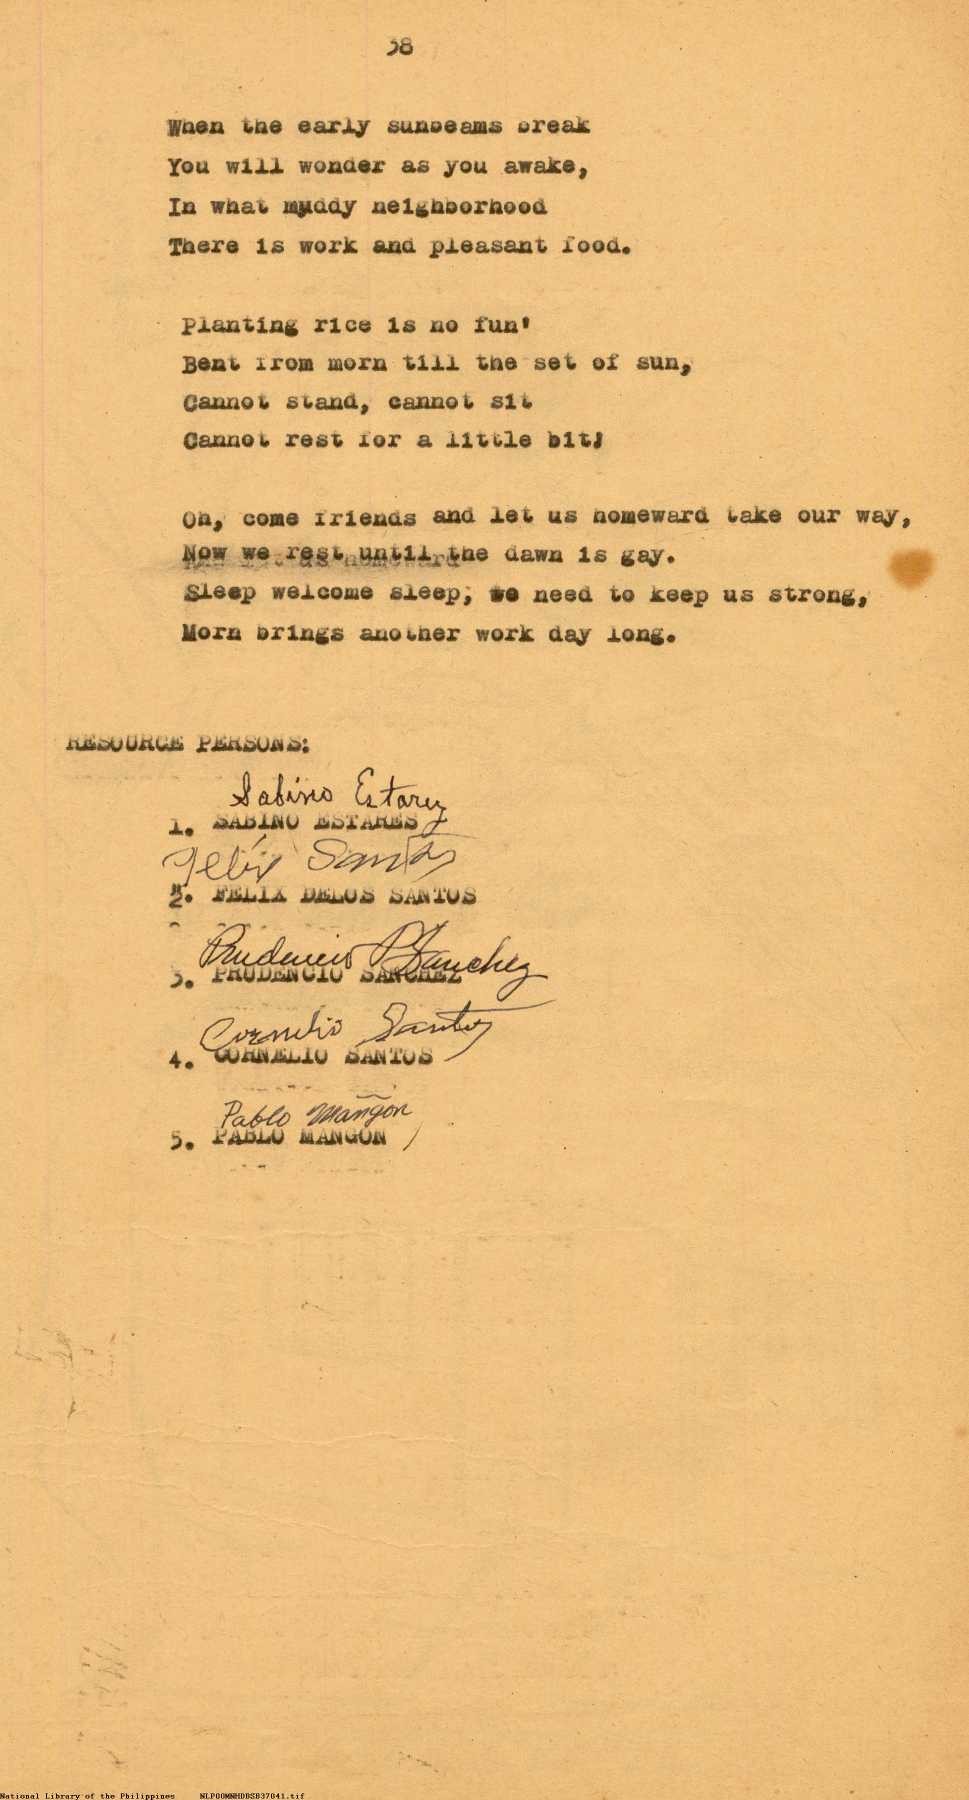 38
When the early sunbeams break
You will wonder as you awake,
In what muddy neighborhood
There is work and pleasant food.
Planting rice is no fun'
Bent from morn till the set of sun,
Cannot stand, cannot sit
Cannot rest for a little bit!
Oh, come friends and let us homeward take our way,
Now we rest until the dawn is gay.
Sleep welcome sleep; we need to keep us strong,
Morn brings another work day long.
RESOURCE PERSONS:
Sabino Estarez
1. SABINO ESTARES
Felix Santos
2. FELIX DELOS SANTOS
Prudencio P Sanchez
3. PRUDENCIO SANCHEZ
Cornelio Santos
4. CORNELIO SANTOS
Pablo Mañgon
5. PABLO MANGON
National Library of the Philippines NLPOOMNHDBSB37041.tif